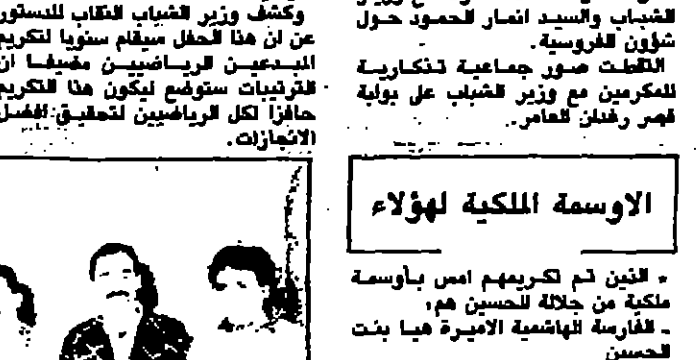 الشباب والسيد انمار الحمود حول
شؤون الفروسية.
التقطت صور جماعية تذكارية
للمكرمين مع وزير الشباب على بوابة
قصر رغدان العامر.
الاوسمة الملكية لهؤلاء
* الذين تم تكريمهم امس بأوسمة
ملكية من جلالة الحسين هم:
ـ الفارسة الهاشمية الاميرة هيا بنت
الحسين
وكشف وزير الشباب النقاب للدستور
عن ان هذا الحفل سيقام سنويا لتكريم
المبدعين الرياضيين مضيفا ان
الترتيبات ستوضع ليكون هذا التكريم
حافزا لكل الرياضيين لتحقيق افضل
الانجازات.